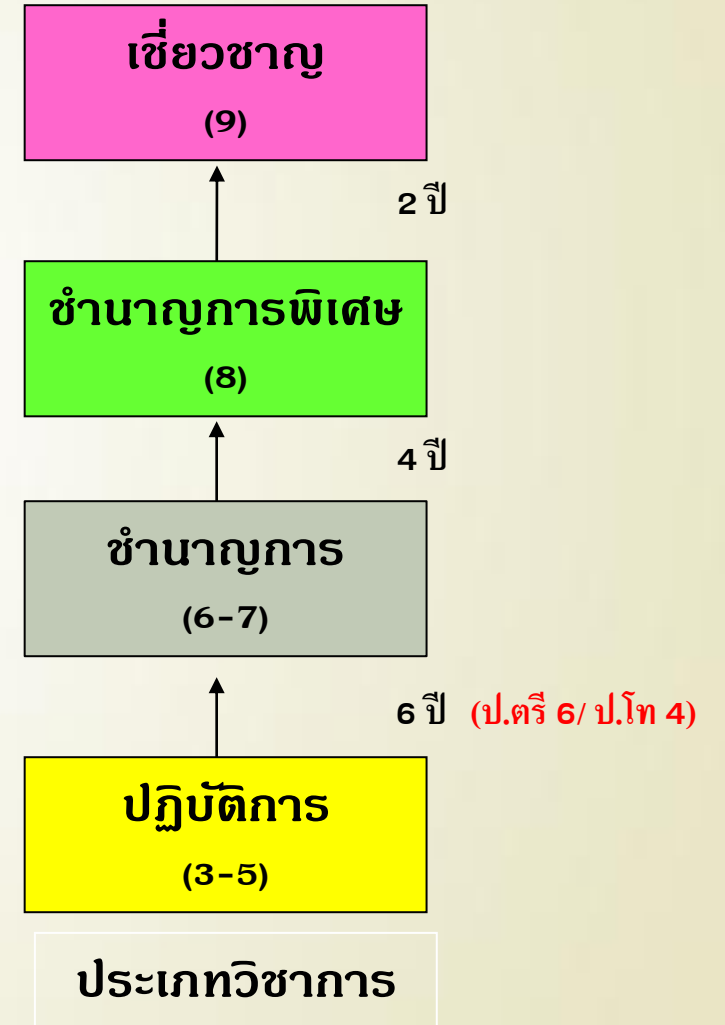 เชี่ยวชาญ
(9)
2 ปี
ชำนาญการพิเศษ
(8)
4 ปี
ชำนาญการ
(6-7)
6 ปี (ป.ตรี 6/ ป.โท 4)
ปฏิบัติการ
(3-5)
ประเภทวิชาการ